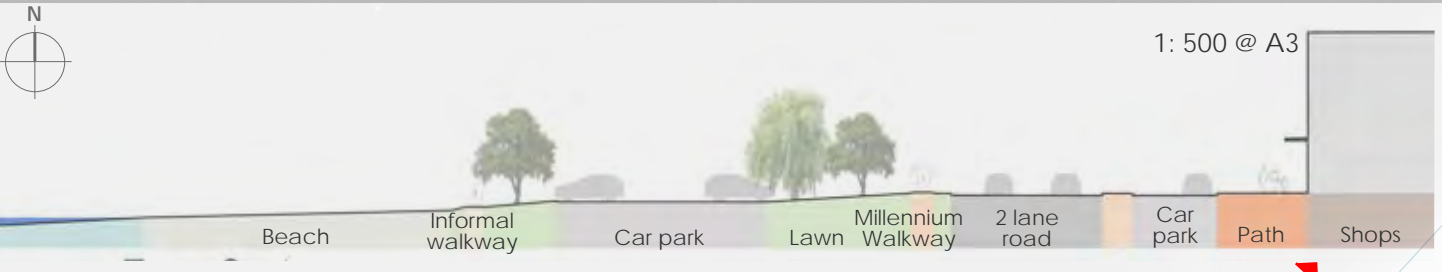 N
1: 500 @ A3
Beach
Informal
walkway
Car park
Lawn
Millennium
Walkway
2 lane
road
Car
park
Path
Shops